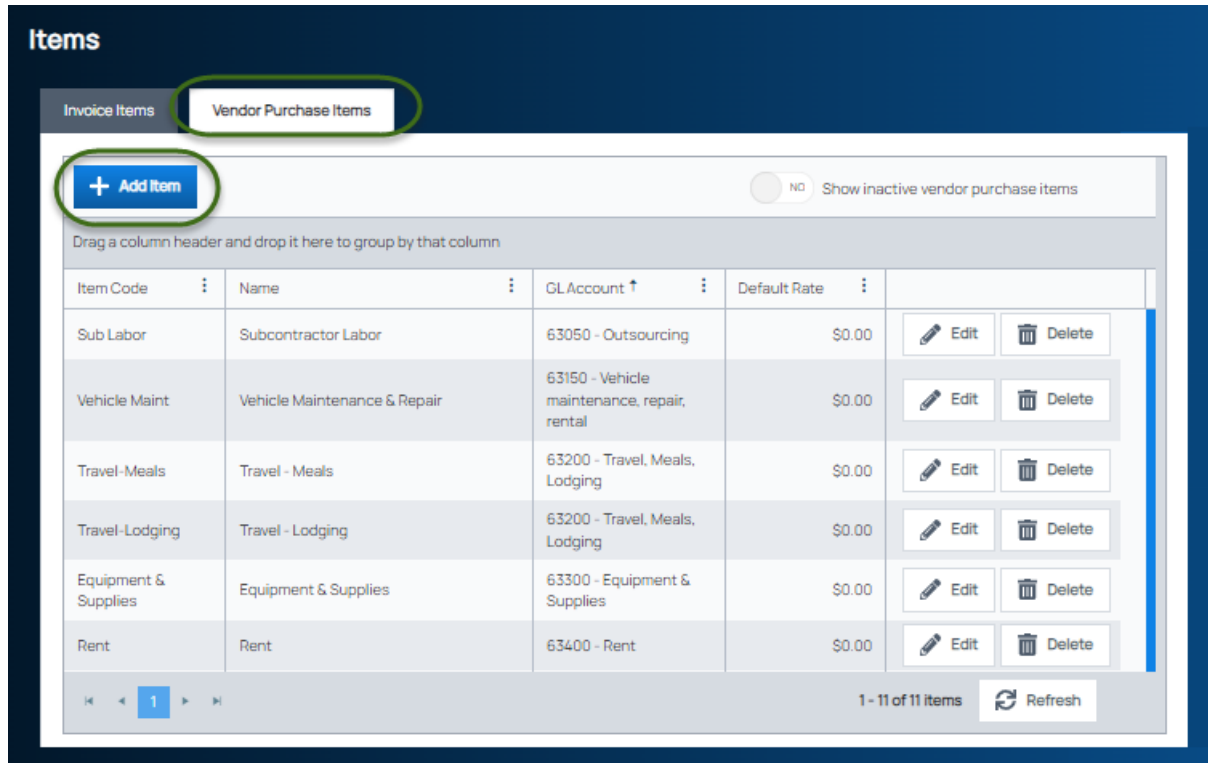 Items
Invoice Items Vendor Purchase Items
+ Add Item NO Show inactive vendor purchase items
Drag a column header and drop it here to group by that column
Item Code Name GL Account ↑ Default Rate
Sub Labor Subcontractor Labor 63050 - Outsourcing $0.00 Edit Delete
Vehicle Maint Vehicle Maintenance & Repair 63150 - Vehicle
maintenance, repair,
rental $0.00 Edit Delete
Travel-Meals Travel - Meals 63200 - Travel, Meals,
Lodging $0.00 Edit Delete
Travel-Lodging Travel - Lodging 63200 - Travel, Meals,
Lodging $0.00 Edit Delete
Equipment &
Supplies Equipment & Supplies 63300 - Equipment &
Supplies $0.00 Edit Delete
Rent Rent 63400 - Rent $0.00 Edit Delete
1 1 - 11 of 11 items Refresh